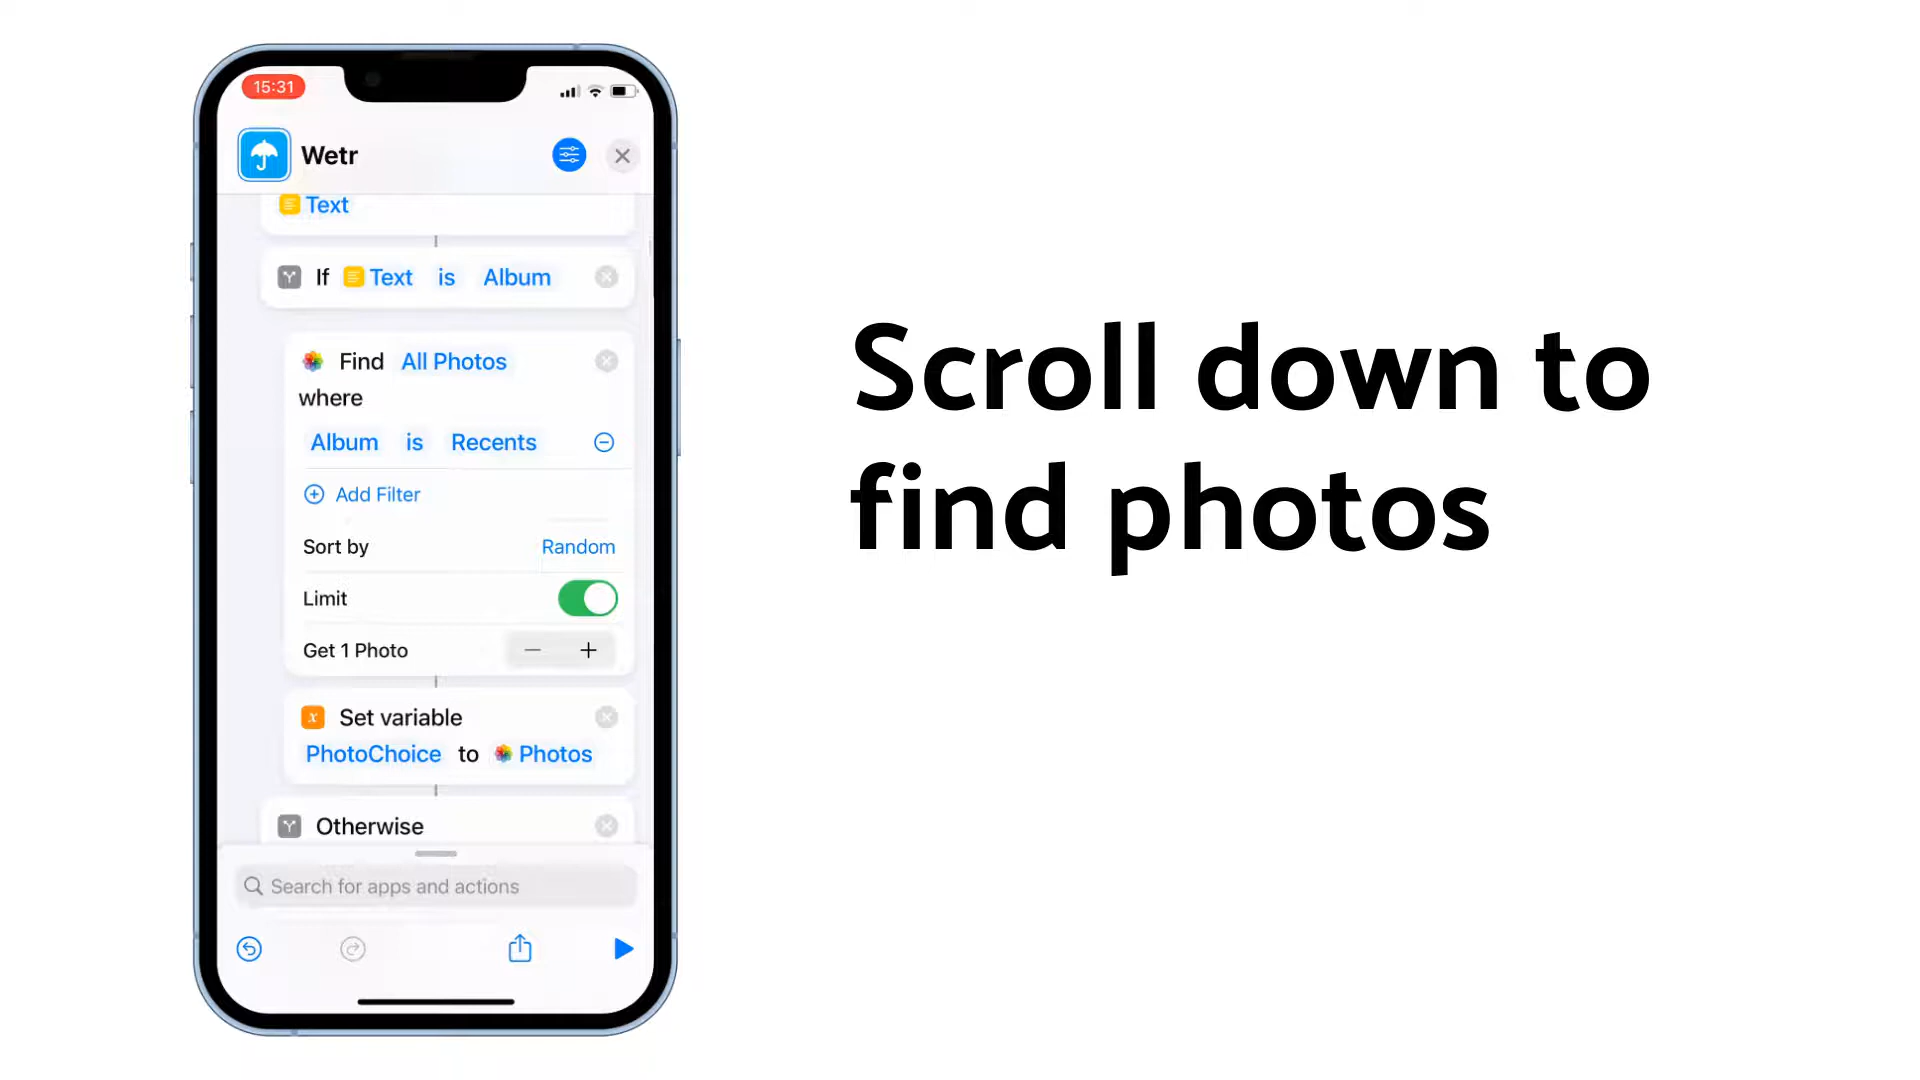 15:31
Wetr
Text
If Text is Album
Find All Photos
where
Album is Recents
Add Filter
Sort by Random
Limit
Get 1 Photo
x Set variable
PhotoChoice to Photos
Otherwise
Search for apps and actions
Scroll down to
find photos